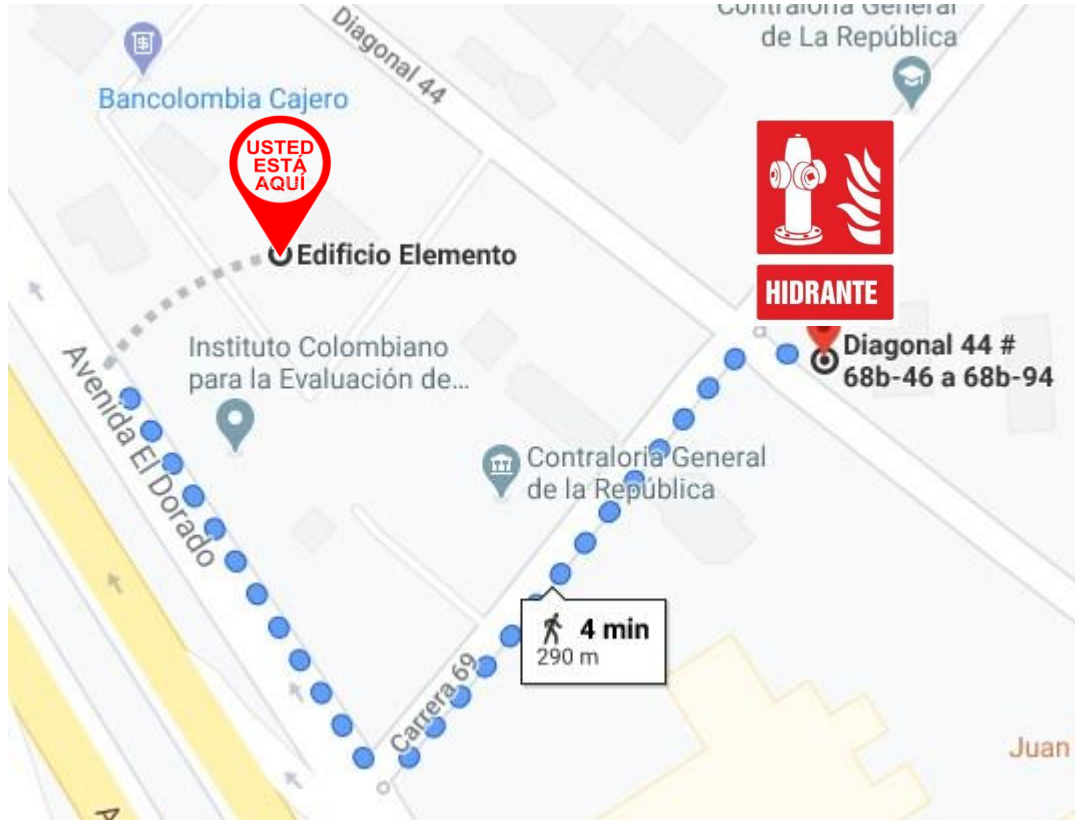 Contraloría General
de La República
Diagonal 44
Bancolombia Cajero
USTED
ESTÁ
AQUÍ
Edificio Elemento
HIDRANTE
Instituto Colombiano
para la Evaluación de...
Diagonal 44 #
68b-46 a 68b-94
Avenida El Dorado
Contraloria General
de la República
4 min
290 m
Carrera 69
Juan
A